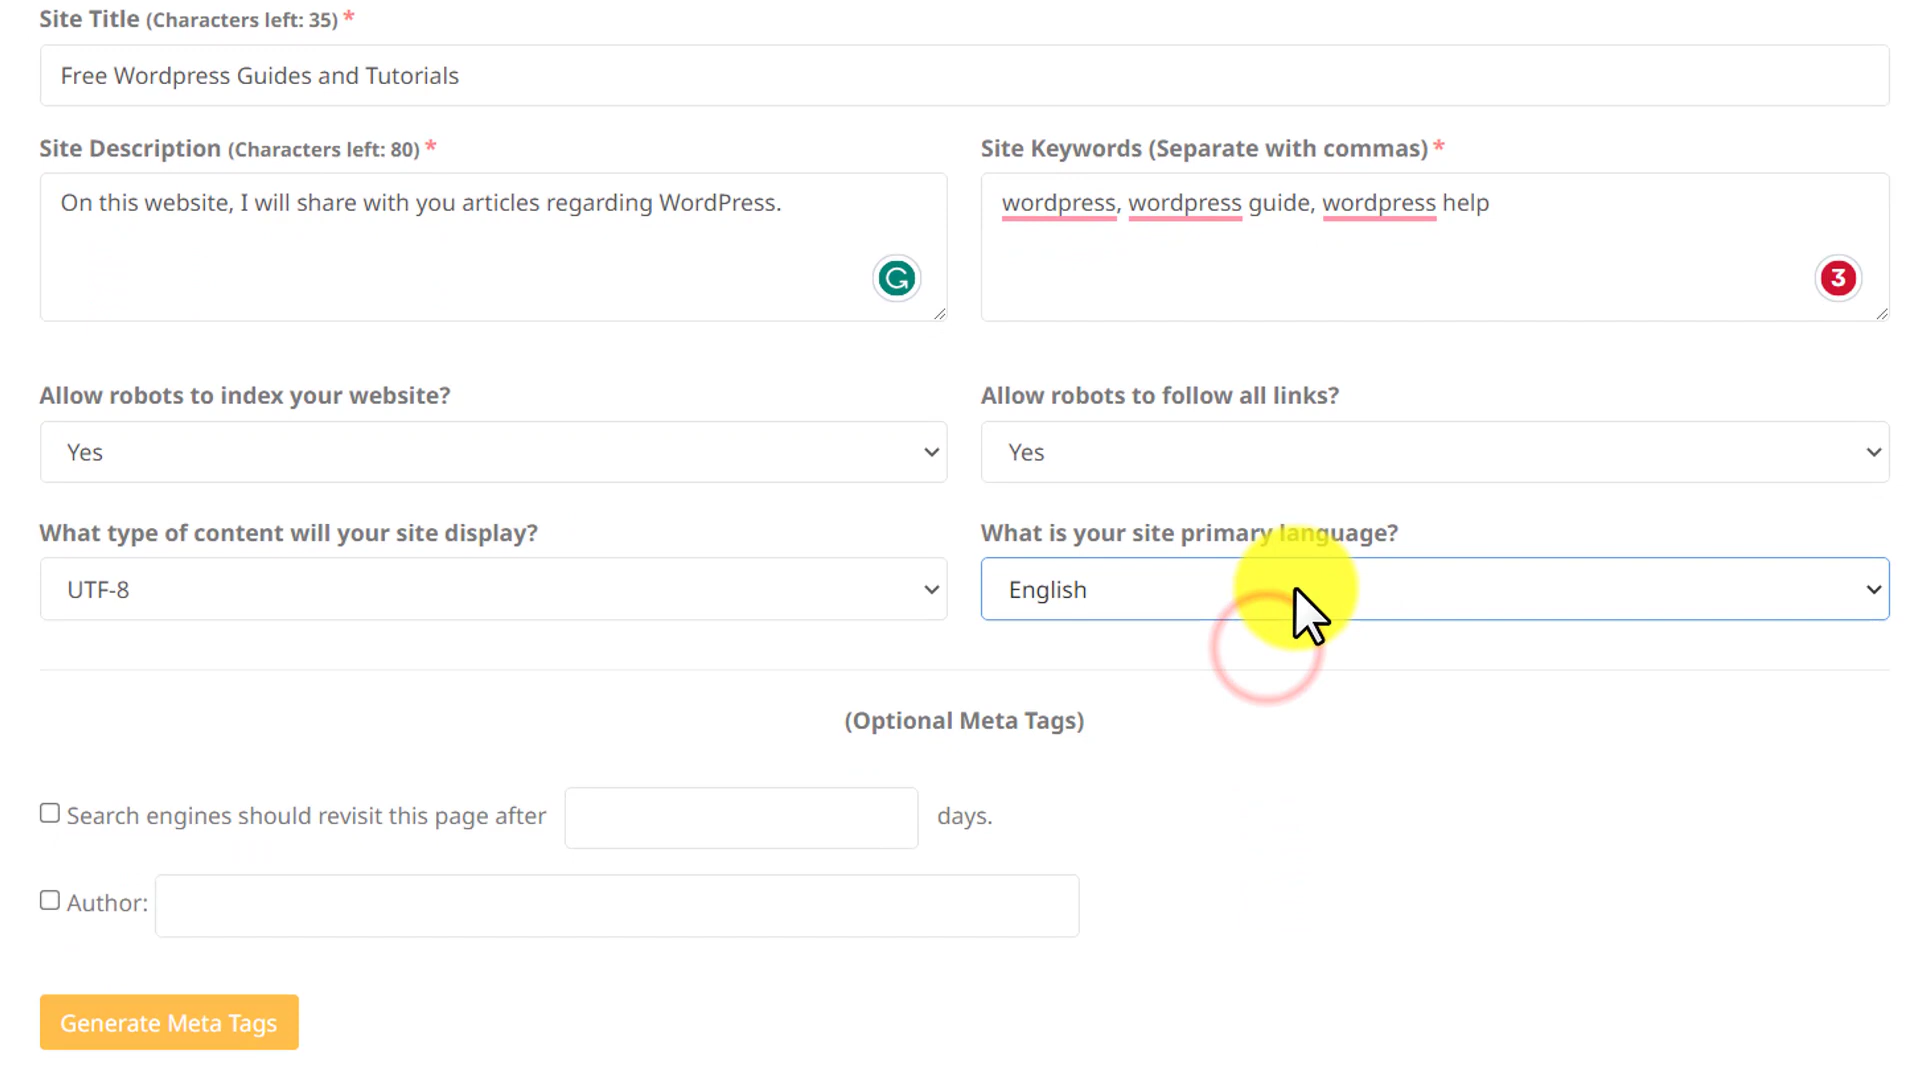 Site Title (Characters left: 35) *
Free Wordpress Guides and Tutorials
Site Description (Characters left: 80) *
On this website, I will share with you articles regarding WordPress.
Site Keywords (Separate with commas) *
wordpress, wordpress guide, wordpress help
3
Allow robots to index your website?
Yes
Allow robots to follow all links?
Yes
What type of content will your site display?
UTF-8
What is your site primary language?
English
(Optional Meta Tags)
Search engines should revisit this page after days.
Author:
Generate Meta Tags